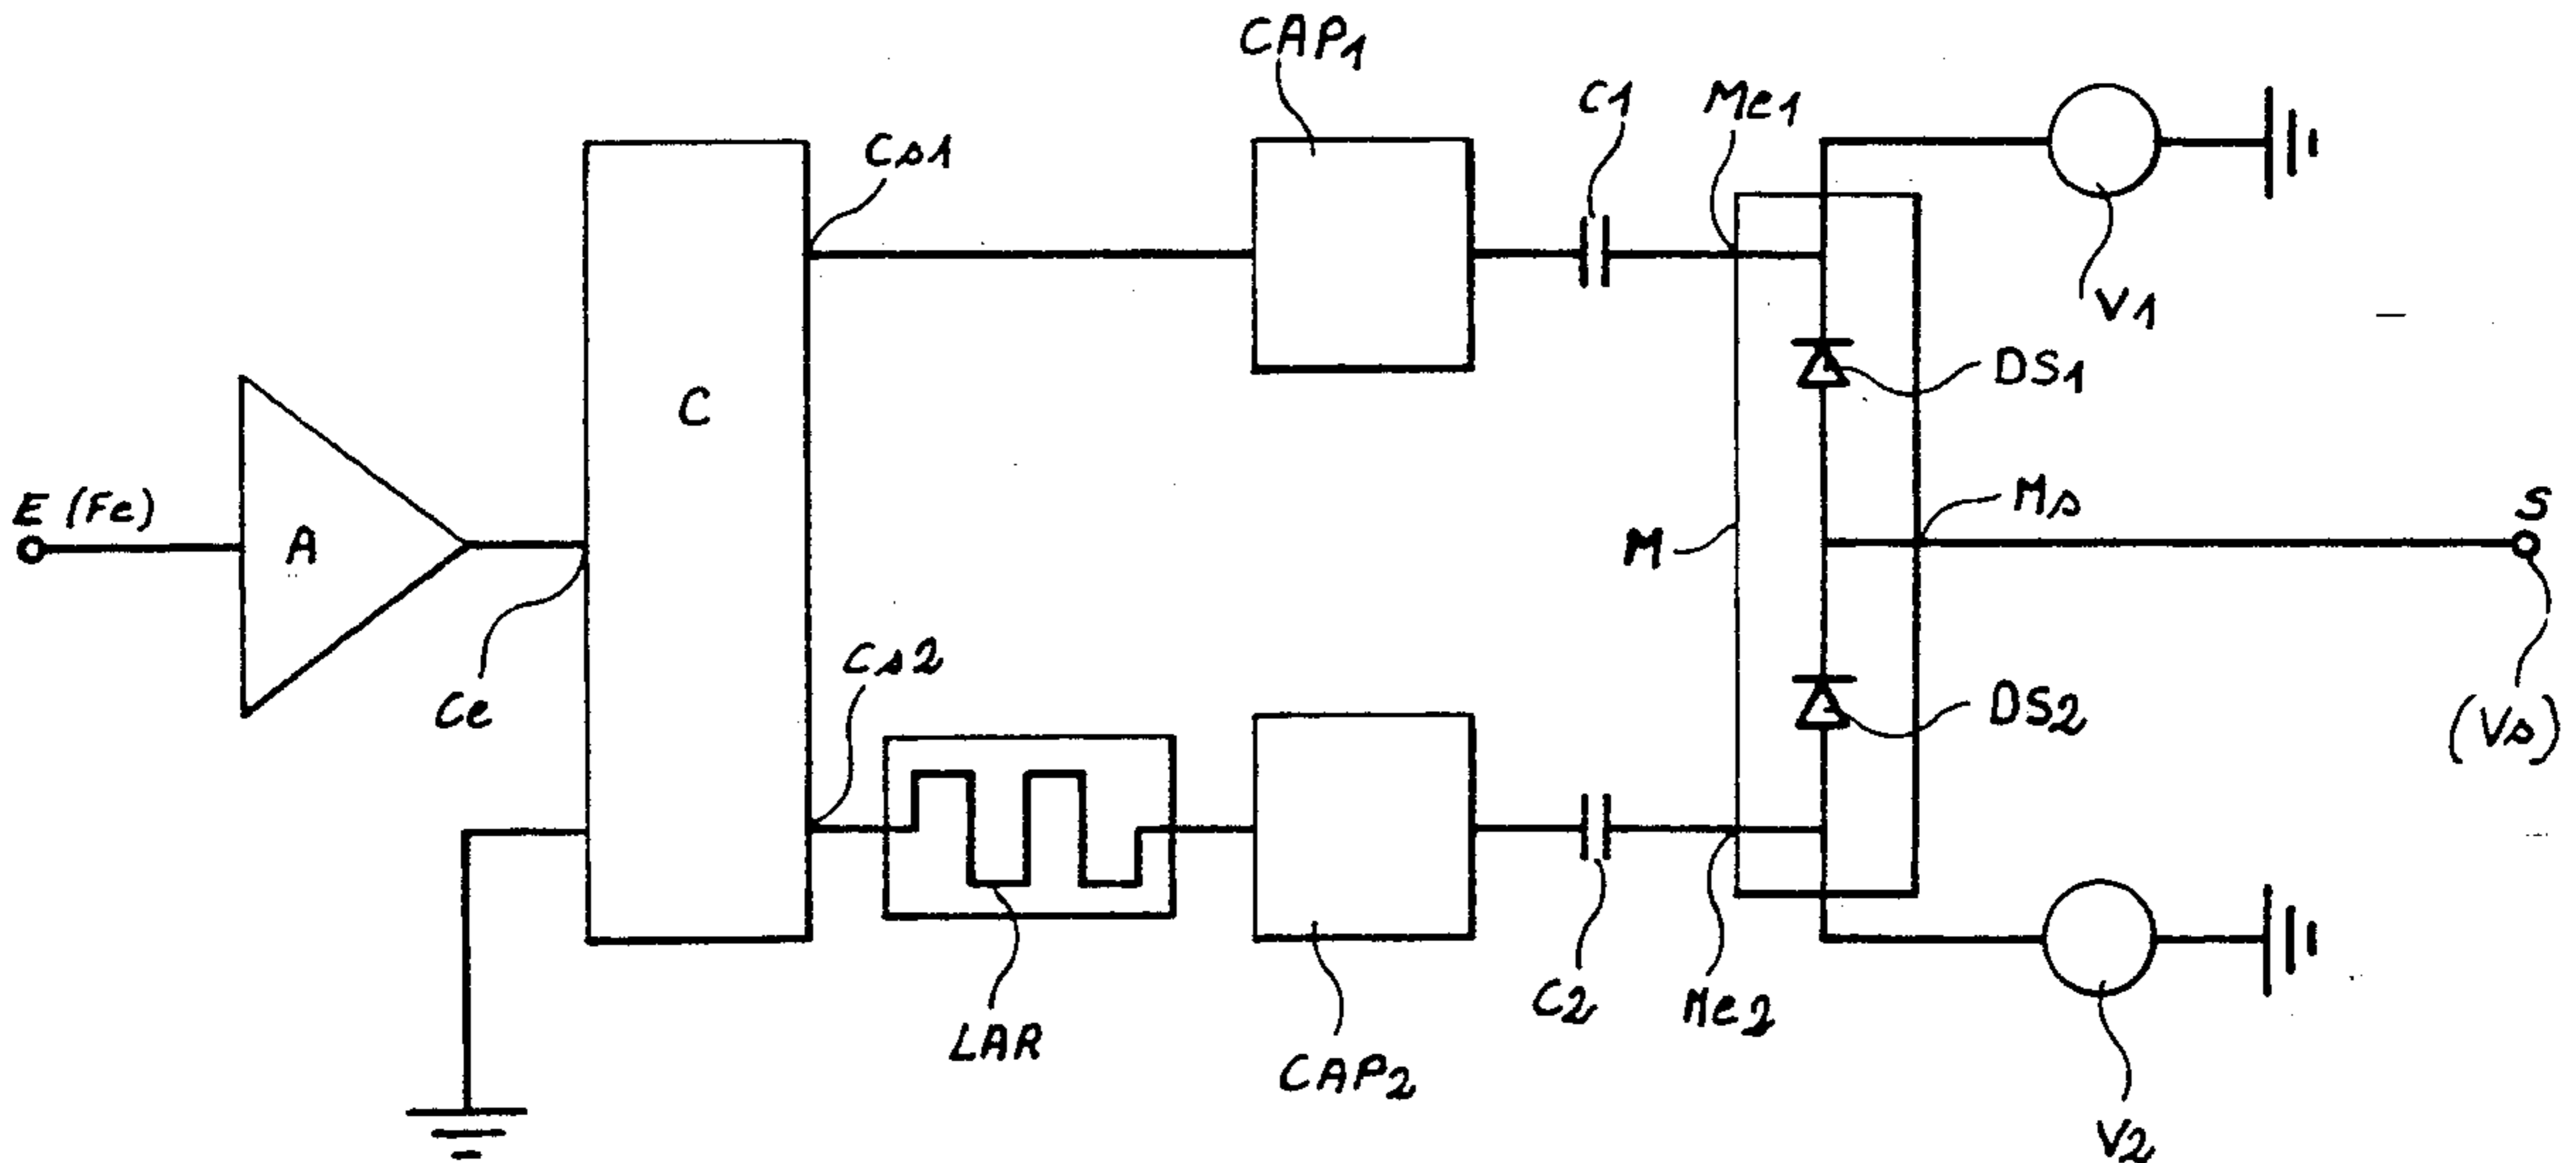 CAP1
C1
Me1
Cs1
V1
C
DS1
E (Fe)
A
Ms
S
M
Cs2
Ce
DS2
(Vs)
LAR
CAP2
C2
Me2
V2